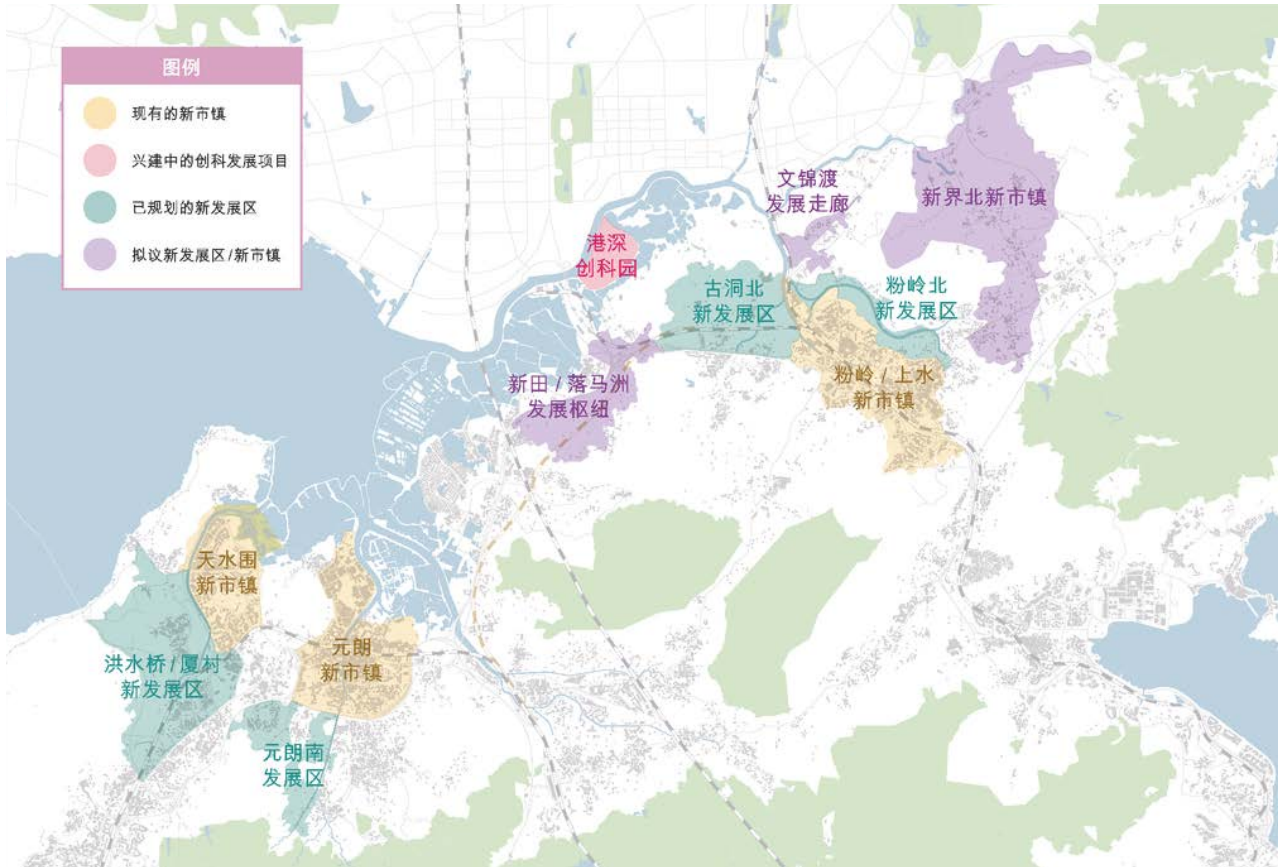 图例
现有的新市镇
兴建中的创科发展项目
已规划的新发展区
拟议新发展区/新市镇
文锦渡
发展走廊
新界北新市镇
港深
创科园
古洞北
新发展区
粉岭北
新发展区
新田 / 落马洲
发展枢纽
粉岭 / 上水
新市镇
天水围
新市镇
元朗
新市镇
洪水桥 / 厦村
新发展区
元朗南
发展区